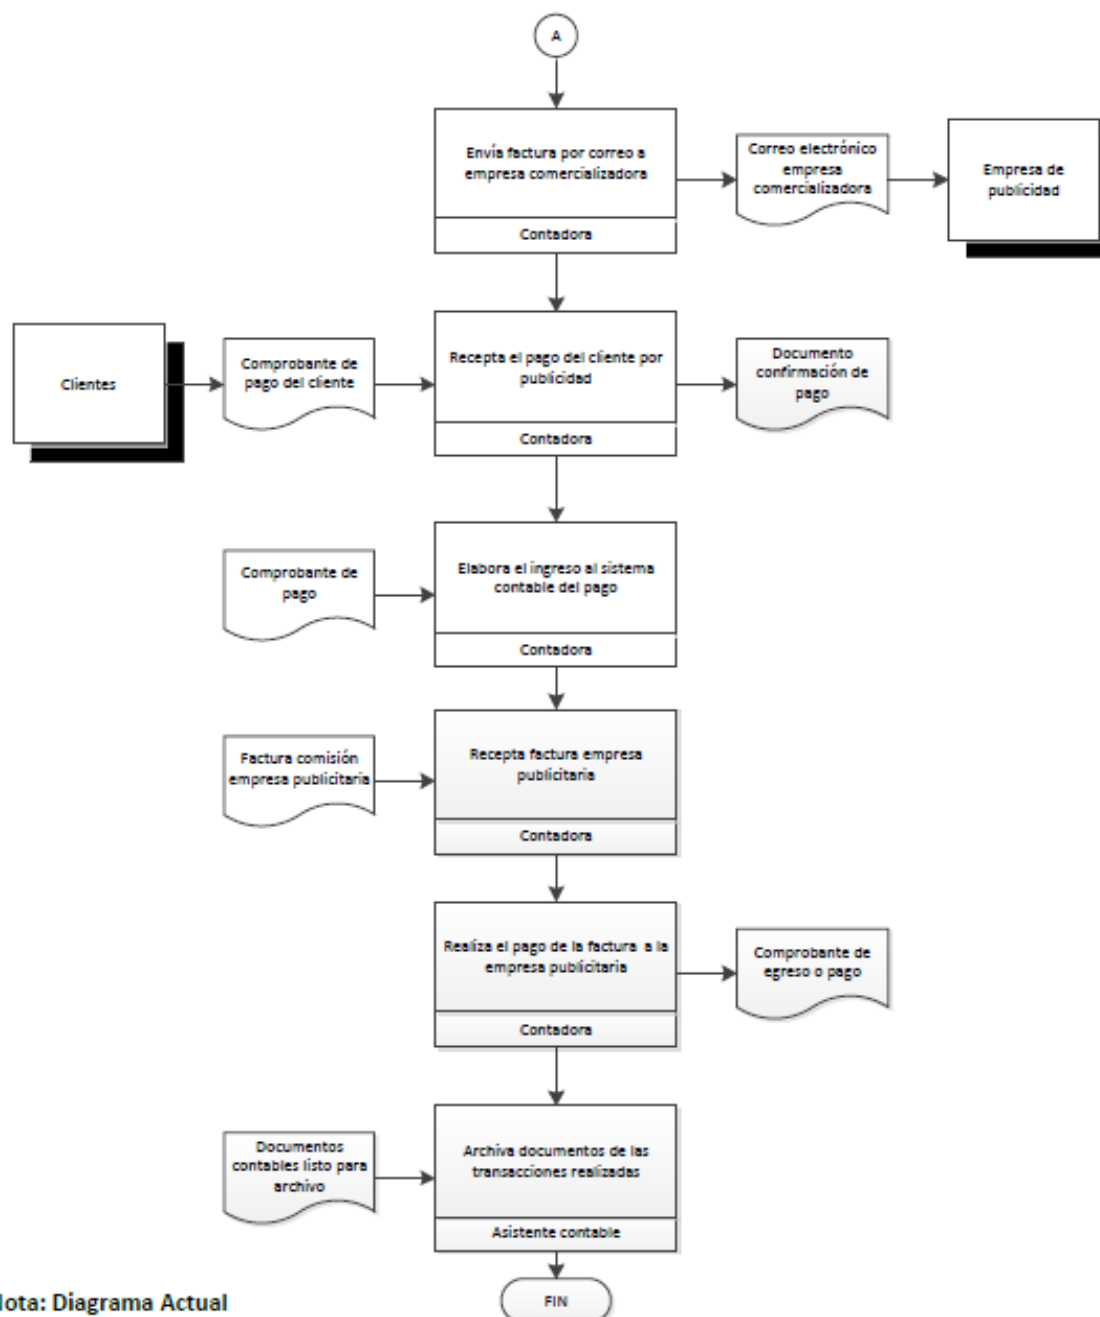 A
Envía factura por correo a
empresa comercializadora
Contadora
Correo electrónico
empresa
comercializadora
Empresa de
publicidad
Clientes
Comprobante de
pago del cliente
Recepta el pago del cliente por
publicidad
Contadora
Documento
confirmación de
pago
Comprobante de
pago
Elabora el ingreso al sistema
contable del pago
Contadora
Factura comisión
empresa publicitaria
Recepta factura empresa
publicitaria
Contadora
Realiza el pago de la factura a la
empresa publicitaria
Contadora
Comprobante de
egreso o pago
Documentos
contables listo para
archivo
Archiva documentos de las
transacciones realizadas
Asistente contable
FIN
lota: Diagrama Actual